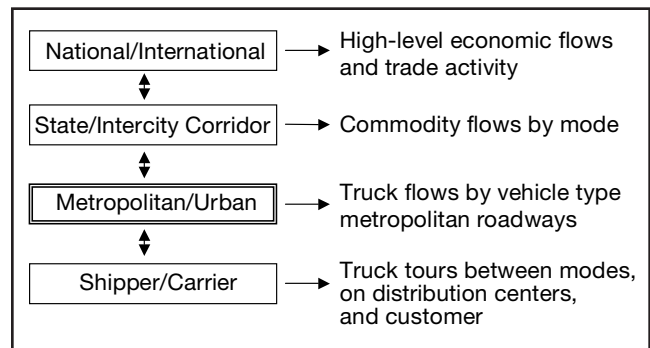 National/International
High-level economic flows
and trade activity
State/Intercity Corridor
Commodity flows by mode
Metropolitan/Urban
Truck flows by vehicle type
metropolitan roadways
Shipper/Carrier
Truck tours between modes,
on distribution centers,
and customer